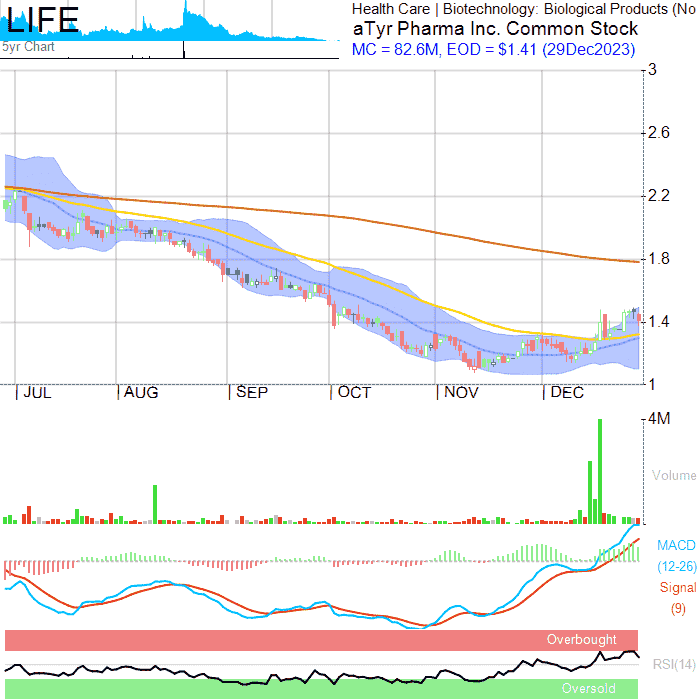 LIFE
5yr Chart
Health Care | Biotechnology: Biological Products (No
aTyr Pharma Inc. Common Stock
MC = 82.6M, EOD = $1.41 (29Dec2023)
3
2.6
2.2
1.8
1.4
1
JUL AUG SEP OCT NOV DEC
4M
Volume
MACD
(12-26)
Signal
(9)
Overbought
RSI(14)
Oversold